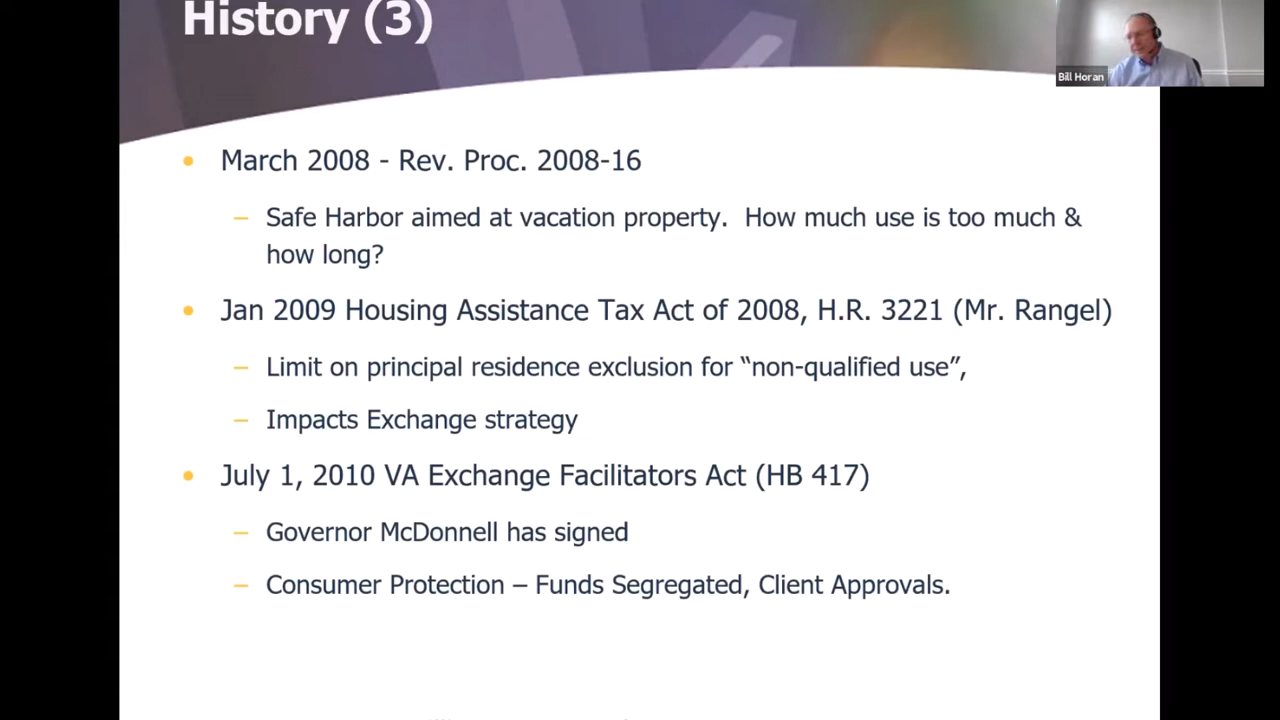 History (3)
Bill Horan
• March 2008 - Rev. Proc. 2008-16
– Safe Harbor aimed at vacation property. How much use is too much &
how long?
• Jan 2009 Housing Assistance Tax Act of 2008, H.R. 3221 (Mr. Rangel)
– Limit on principal residence exclusion for “non-qualified use”,
– Impacts Exchange strategy
• July 1, 2010 VA Exchange Facilitators Act (HB 417)
– Governor McDonnell has signed
– Consumer Protection – Funds Segregated, Client Approvals.